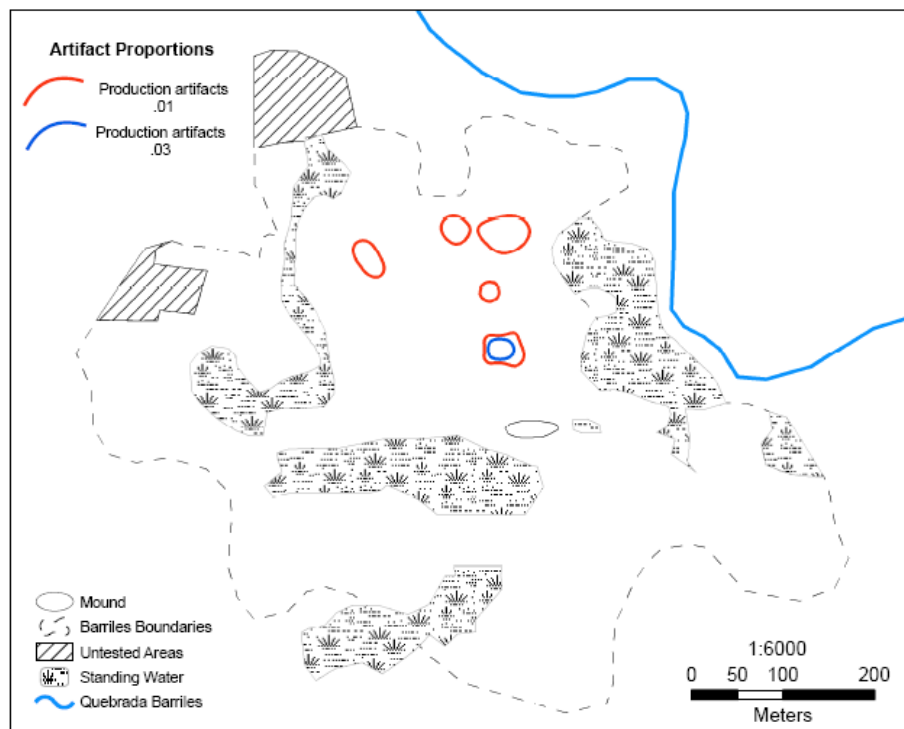 Artifact Proportions
Production artifacts
.01
Production artifacts
.03
Mound
Barriles Boundaries
Untested Areas
Standing Water
Quebrada Barriles
1:6000
0 50 100 200
Meters